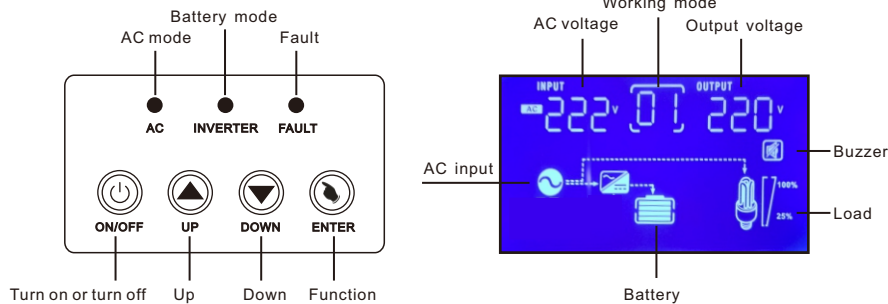 Battery mode
AC mode
Fault
AC
INVERTER
FAULT
ON/OFF
UP
DOWN
ENTER
Turn on or turn off
Up
Down
Function
Working mode
AC voltage
Output voltage
INPUT
OUTPUT
AC
222 V
01
220 V
Buzzer
AC input
100%
25%
Load
Battery